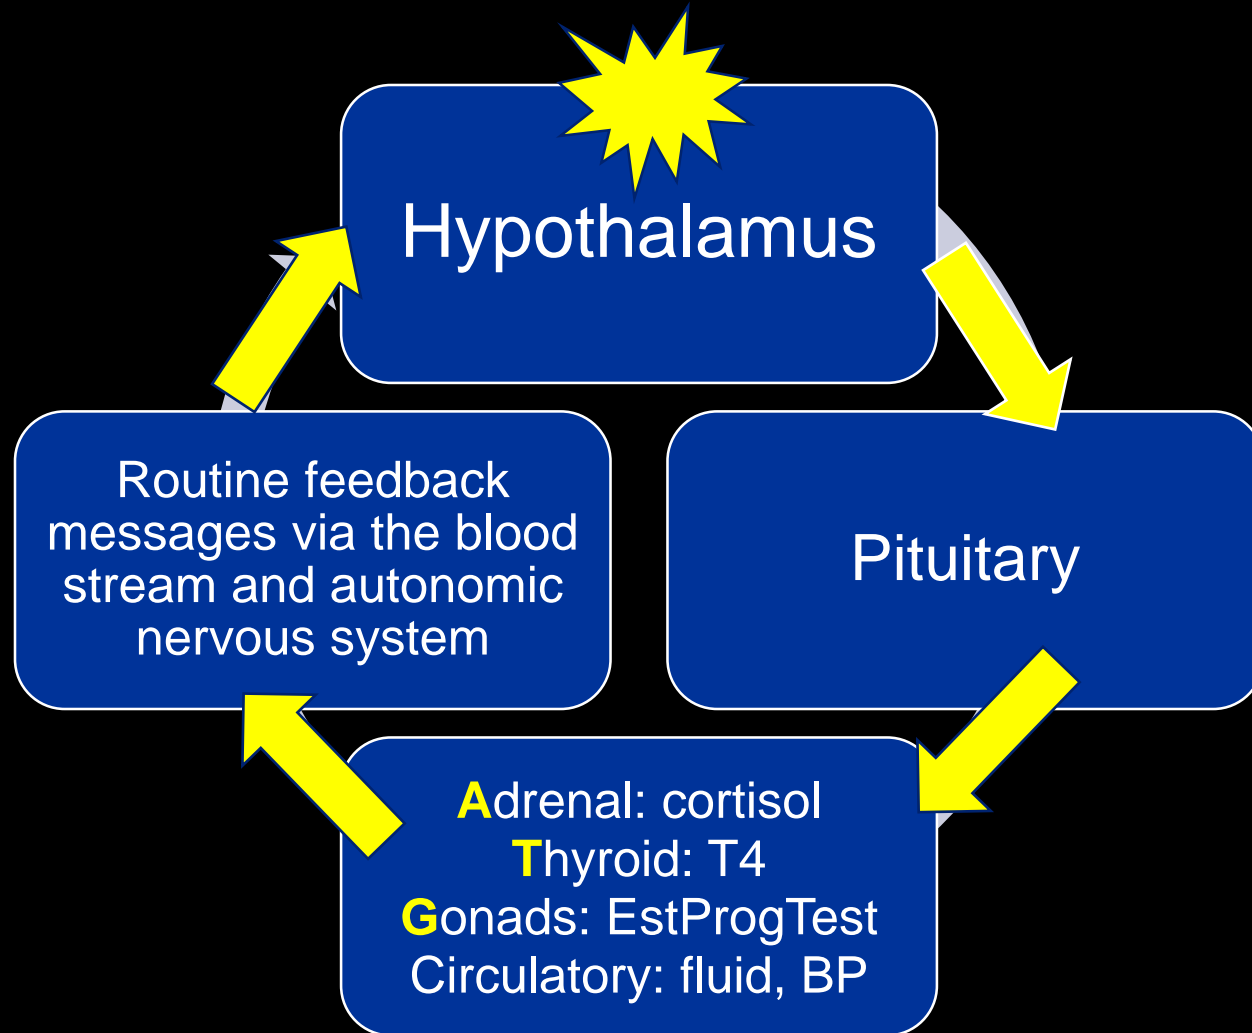 Hypothalamus
Pituitary
Adrenal: cortisol
Thyroid: T4
Gonads: EstProgTest
Circulatory: fluid, BP
Routine feedback
messages via the blood
stream and autonomic
nervous system